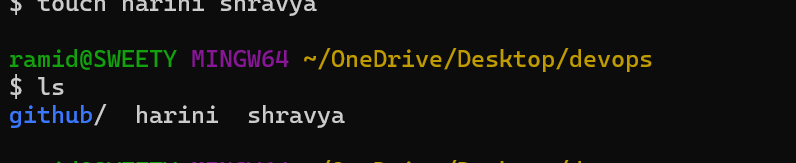 $ touch harini shravya
ramid@SWEETY MINGW64 ~/OneDrive/Desktop/devops
$ ls
github/  harini  shravya